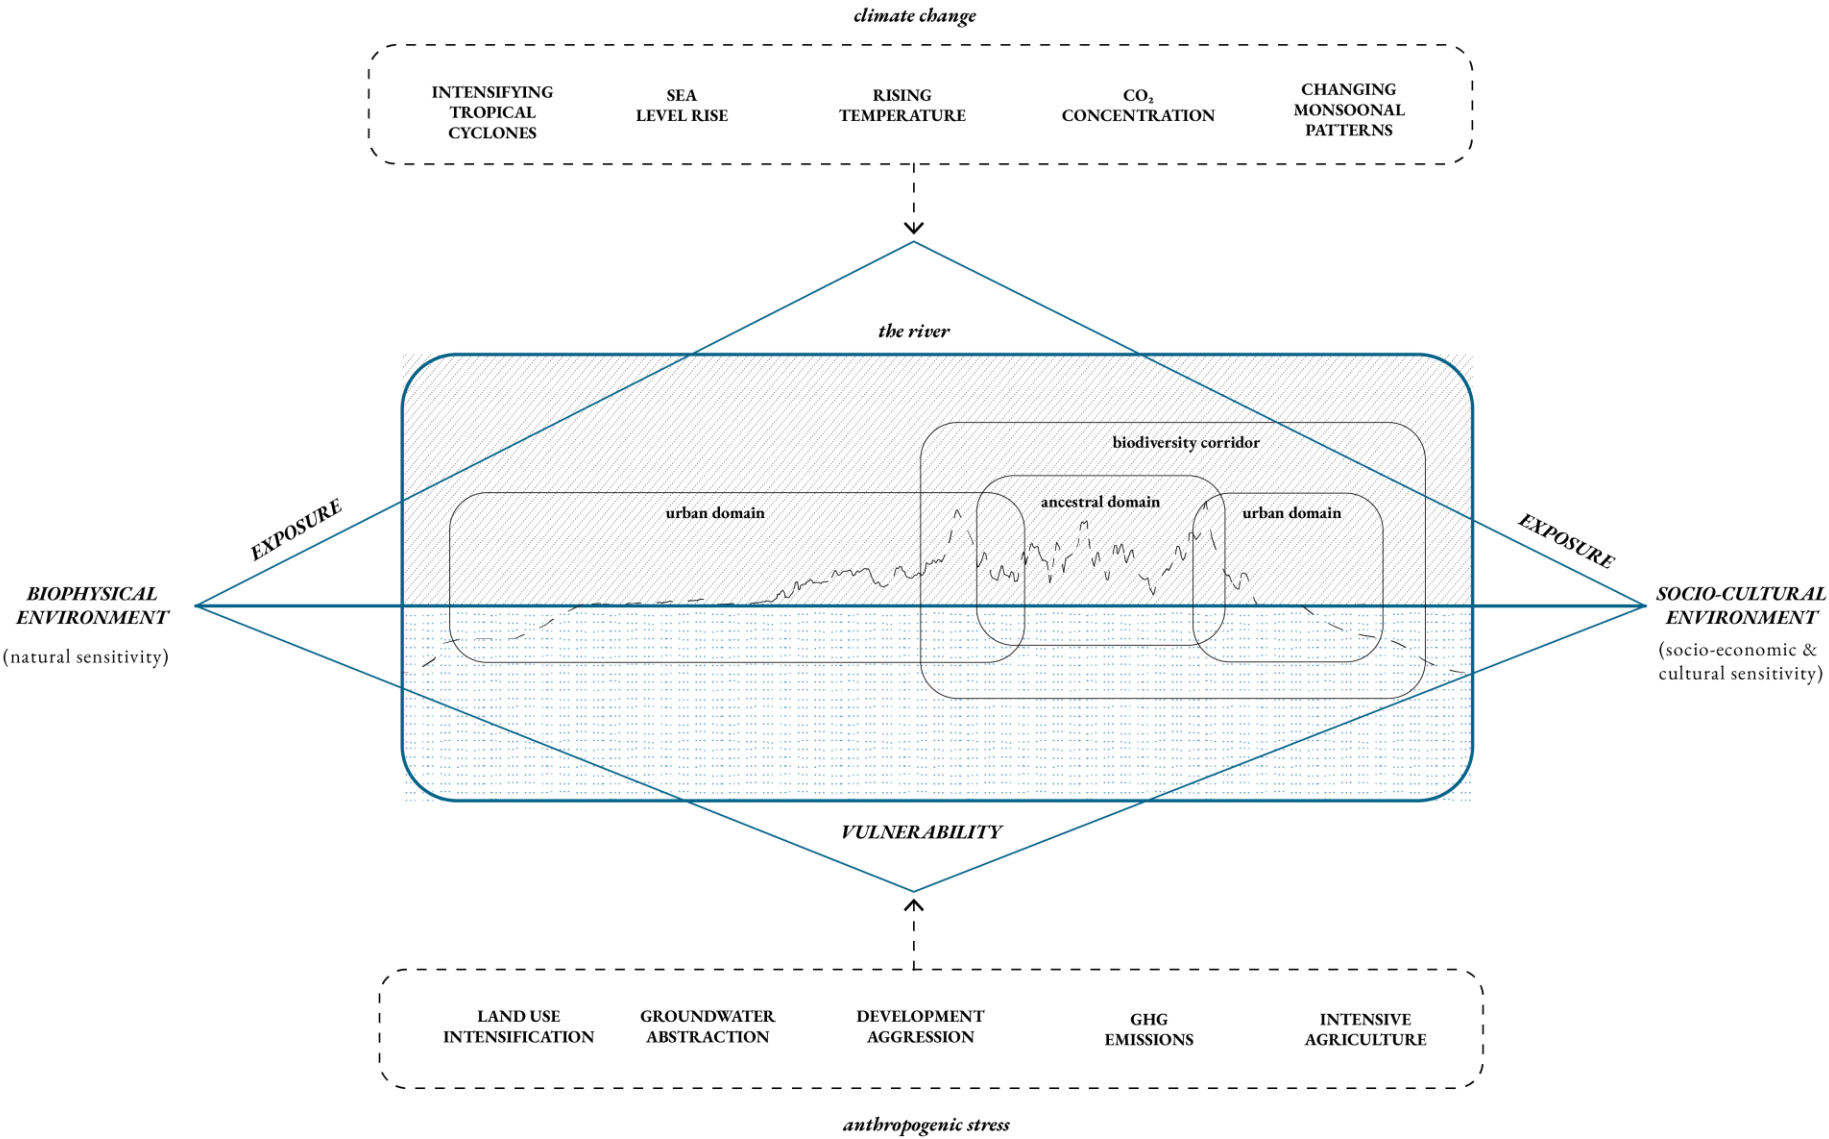 climate change
INTENSIFYING
TROPICAL
CYCLONES
SEA
LEVEL RISE
RISING
TEMPERATURE
CO₂
CONCENTRATION
CHANGING
MONSOONAL
PATTERNS
the river
biodiversity corridor
ancestral domain
urban domain
urban domain
EXPOSURE
EXPOSURE
BIOPHYSICAL
ENVIRONMENT
(natural sensitivity)
SOCIO-CULTURAL
ENVIRONMENT
(socio-economic &
cultural sensitivity)
VULNERABILITY
LAND USE
INTENSIFICATION
GROUNDWATER
ABSTRACTION
DEVELOPMENT
AGGRESSION
GHG
EMISSIONS
INTENSIVE
AGRICULTURE
anthropogenic stress